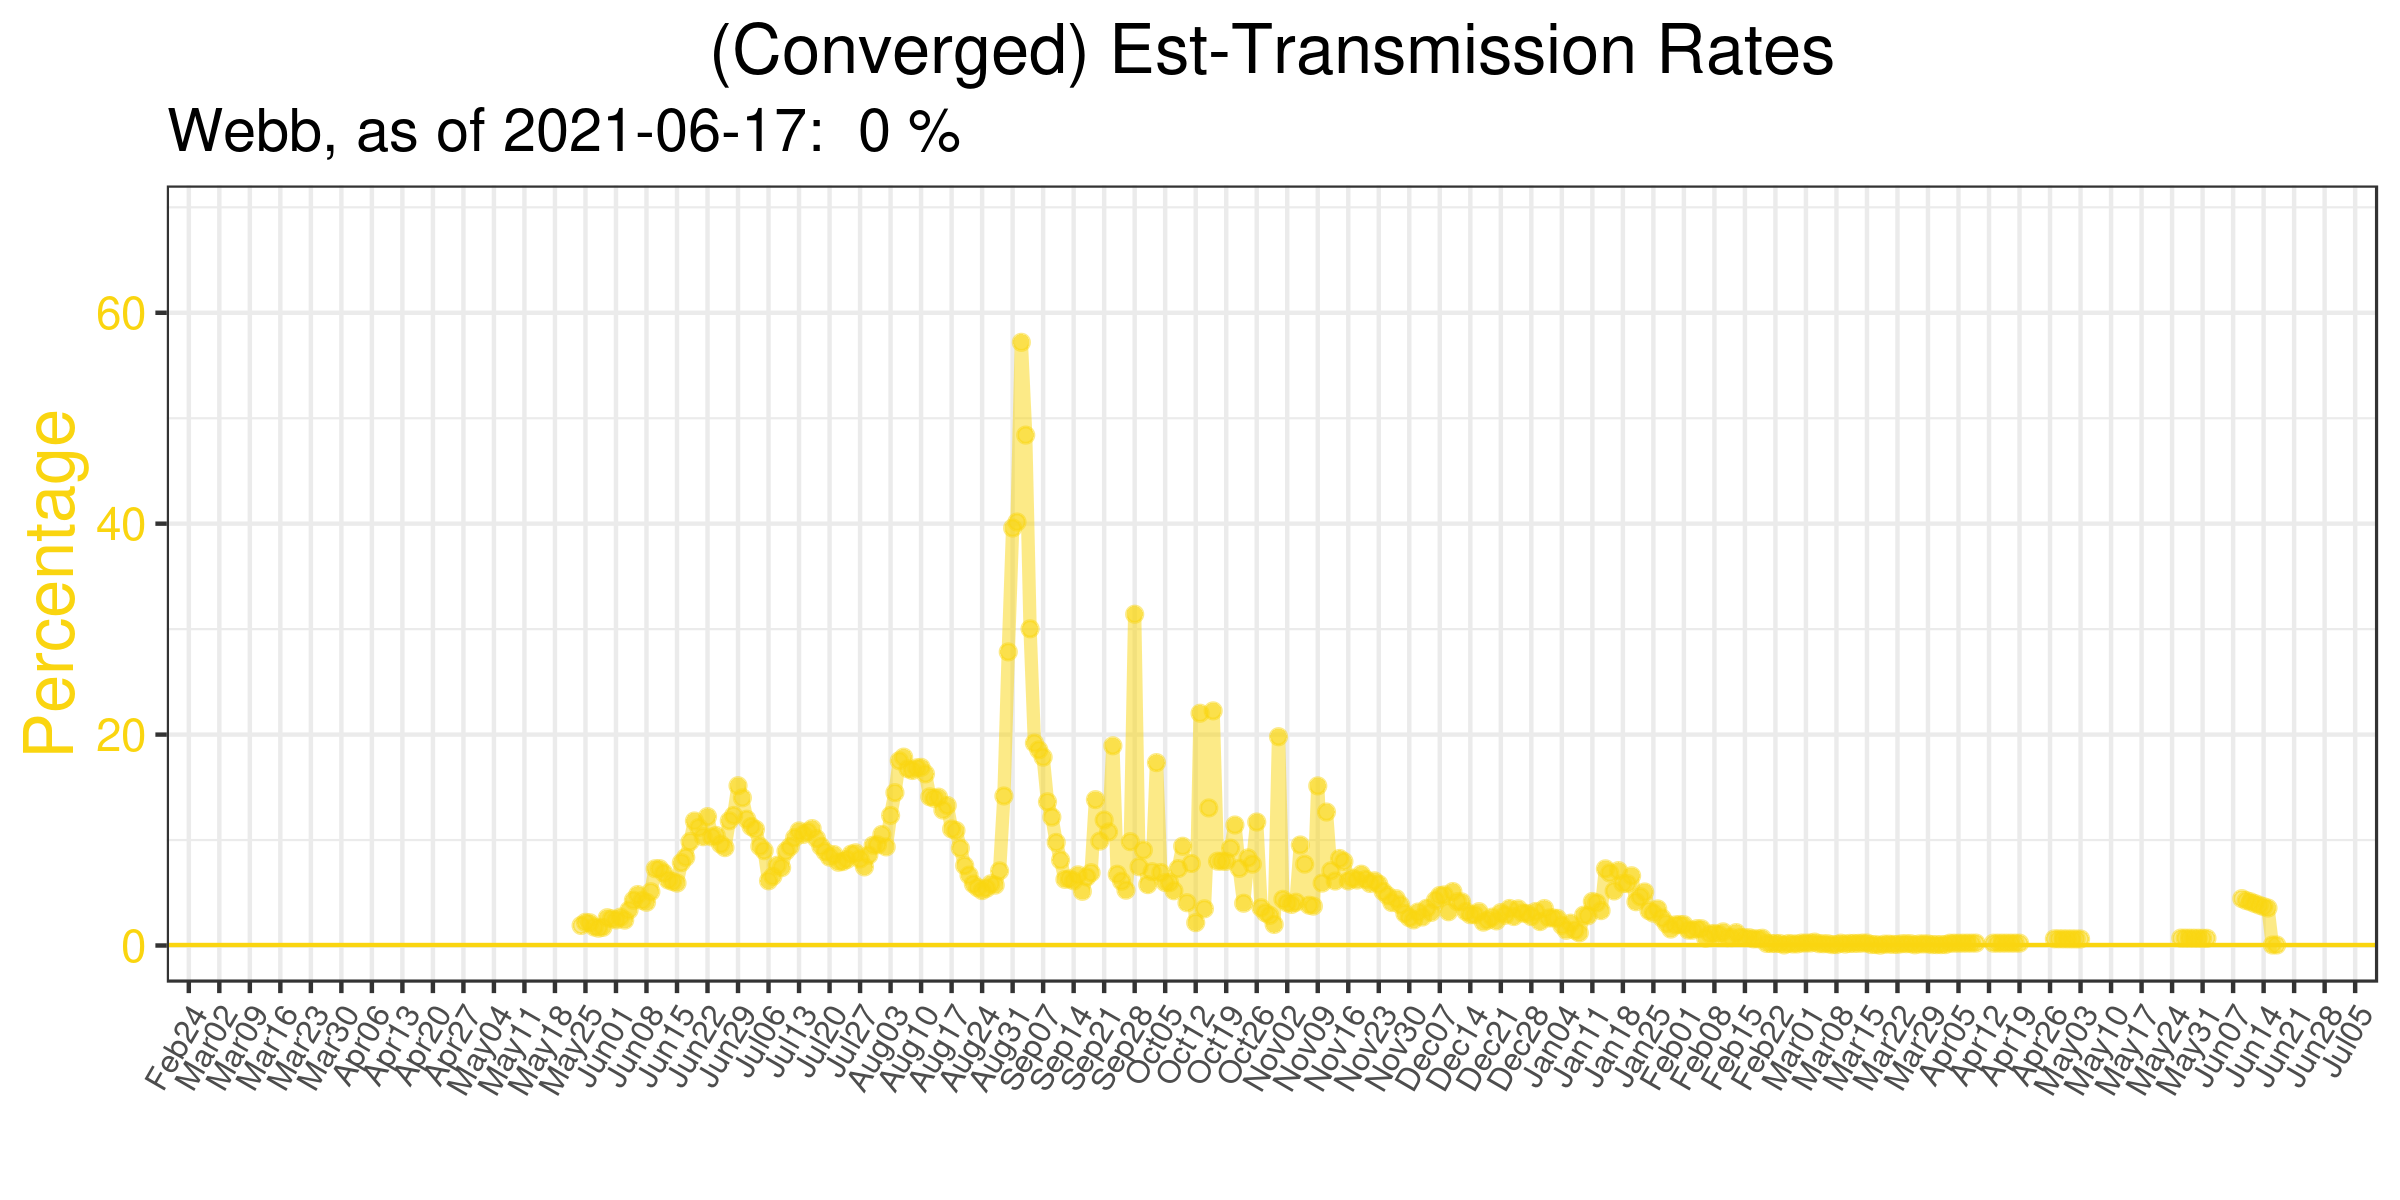 (Converged) Est-Transmission Rates
Webb, as of 2021-06-17:  0 %
Percentage
60
40
20
0
Feb24
Mar02
Mar09
Mar16
Mar23
Mar30
Apr06
Apr13
Apr20
Apr27
May04
May11
May18
May25
Jun01
Jun08
Jun15
Jun22
Jun29
Jul06
Jul13
Jul20
Jul27
Aug03
Aug10
Aug17
Aug24
Aug31
Sep07
Sep14
Sep21
Sep28
Oct05
Oct12
Oct19
Oct26
Nov02
Nov09
Nov16
Nov23
Nov30
Dec07
Dec14
Dec21
Dec28
Jan04
Jan11
Jan18
Jan25
Feb01
Feb08
Feb15
Feb22
Mar01
Mar08
Mar15
Mar22
Mar29
Apr05
Apr12
Apr19
Apr26
May03
May10
May17
May24
May31
Jun07
Jun14
Jun21
Jun28
Jul05